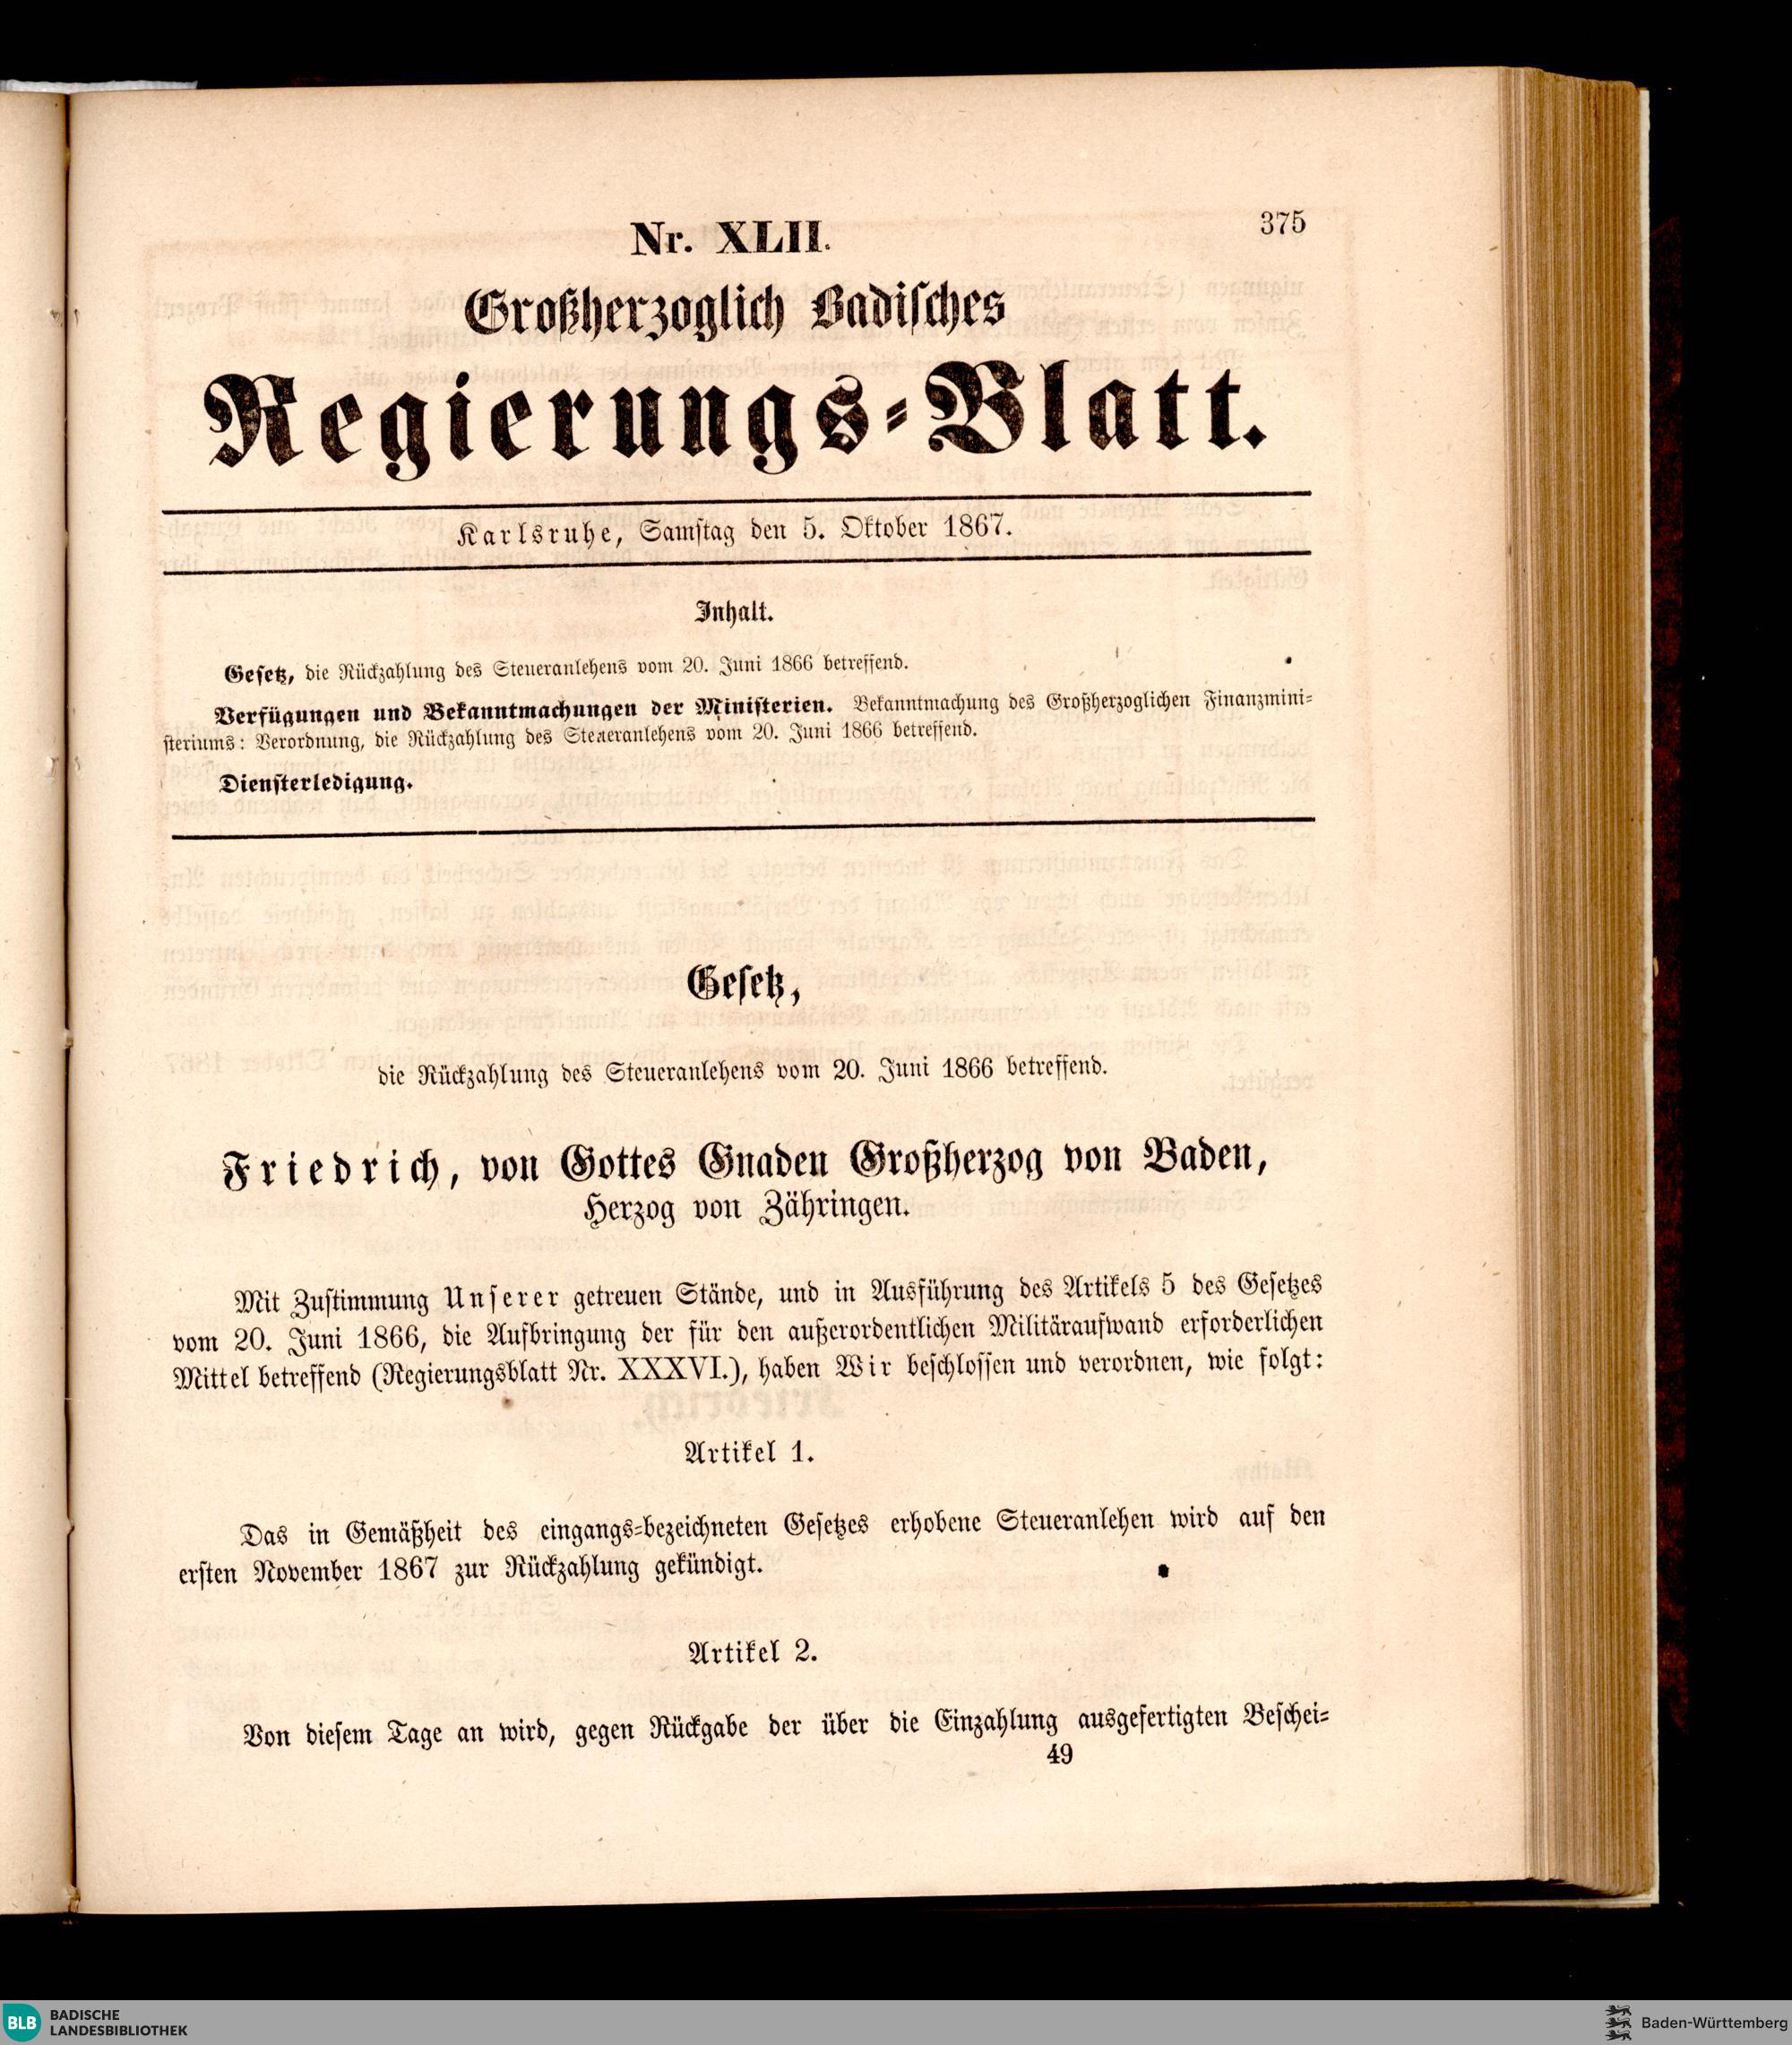 375
Nr. XLII.
Großherzoglich Badisches
Regierungs-Blatt.
Karlsruhe, Samstag den 5. Oktober 1867.
Inhalt.
Gesetz, die Rückzahlung des Steueranlehens vom 20. Juni 1866 betreffend.
Verfügungen und Bekanntmachungen der Ministerien. Bekanntmachung des Großherzoglichen Finanzmini-
steriums: Verordnung, die Rückzahlung des Steueranlehens vom 20. Juni 1866 betreffend.
Diensterledigung.
Gesetz,
die Rückzahlung des Steueranlehens vom 20. Juni 1866 betreffend.
Friedrich, von Gottes Gnaden Großherzog von Baden,
Herzog von Zähringen.
Mit Zustimmung Unserer getreuen Stände, und in Ausführung des Artikels 5 des Gesetzes
vom 20. Juni 1866, die Aufbringung der für den außerordentlichen Militäraufwand erforderlichen
Mittel betreffend (Regierungsblatt Nr. XXXVI.), haben Wir beschlossen und verordnen, wie folgt:
Artikel 1.
Das in Gemäßheit des eingangs-bezeichneten Gesetzes erhobene Steueranlehen wird auf den
ersten November 1867 zur Rückzahlung gekündigt.
Artikel 2.
Von diesem Tage an wird, gegen Rückgabe der über die Einzahlung ausgefertigten Beschei-
49
BLB BADISCHE
LANDESBIBLIOTHEK
Baden-Württemberg